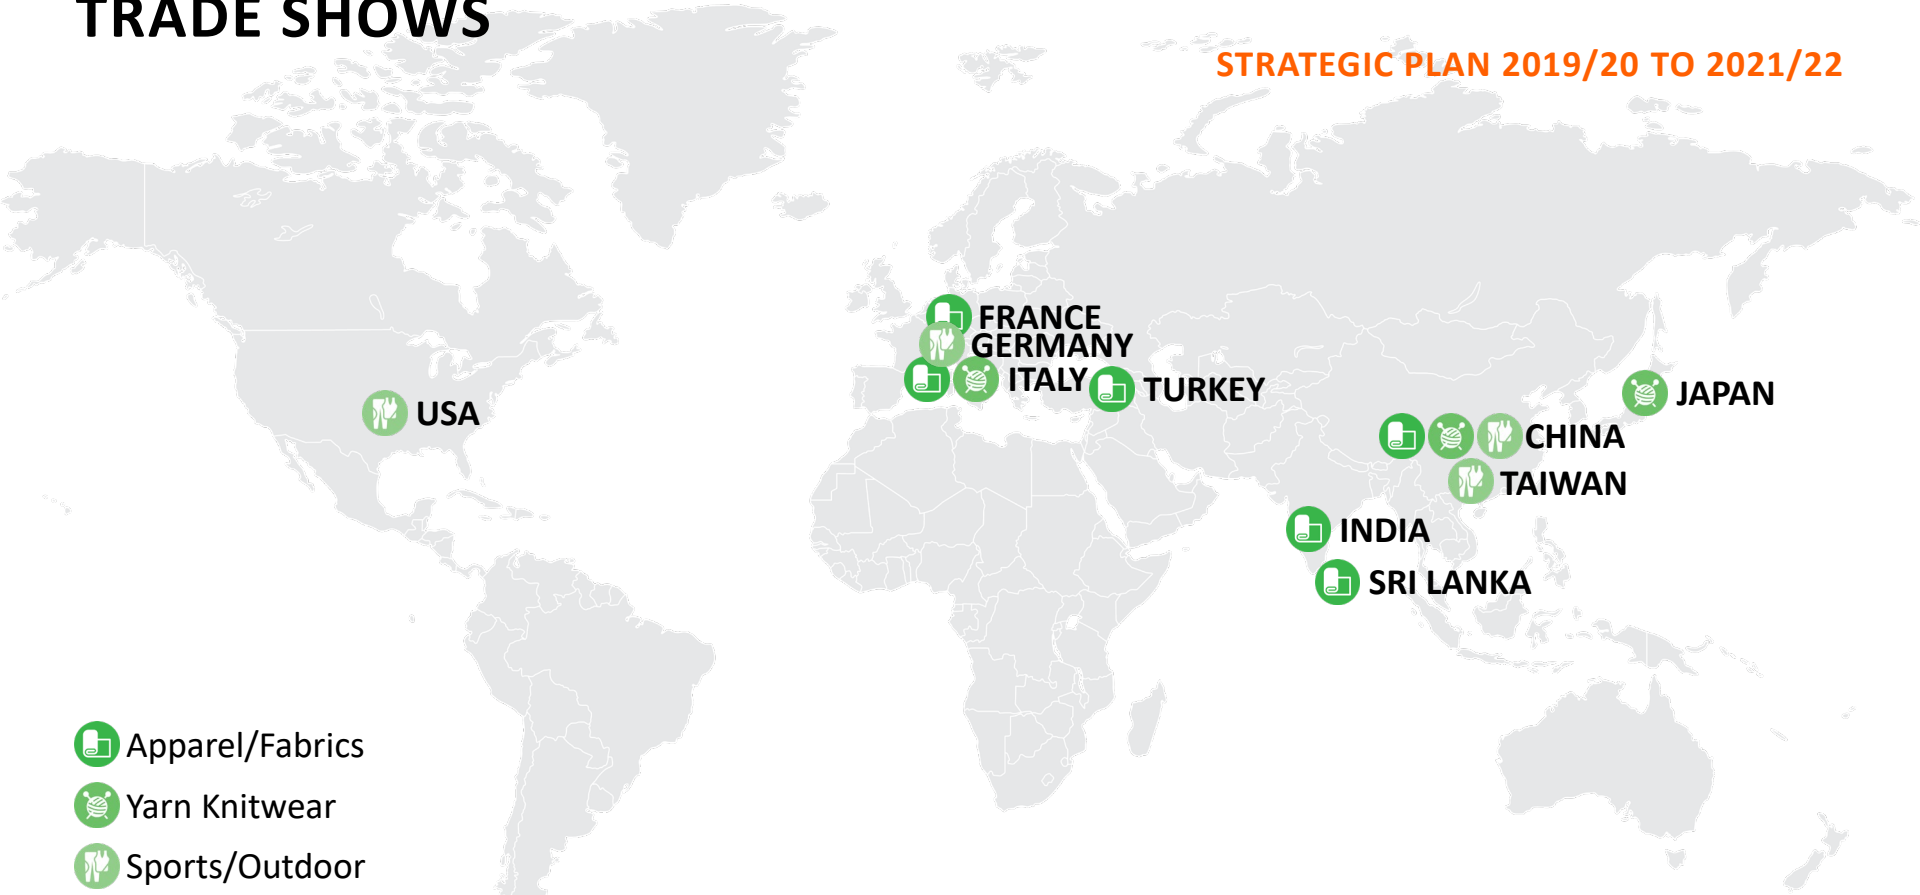 TRADE SHOWS
STRATEGIC PLAN 2019/20 TO 2021/22
FRANCE
GERMANY
ITALY
TURKEY
USA
JAPAN
CHINA
TAIWAN
INDIA
SRI LANKA
Apparel/Fabrics
Yarn Knitwear
Sports/Outdoor